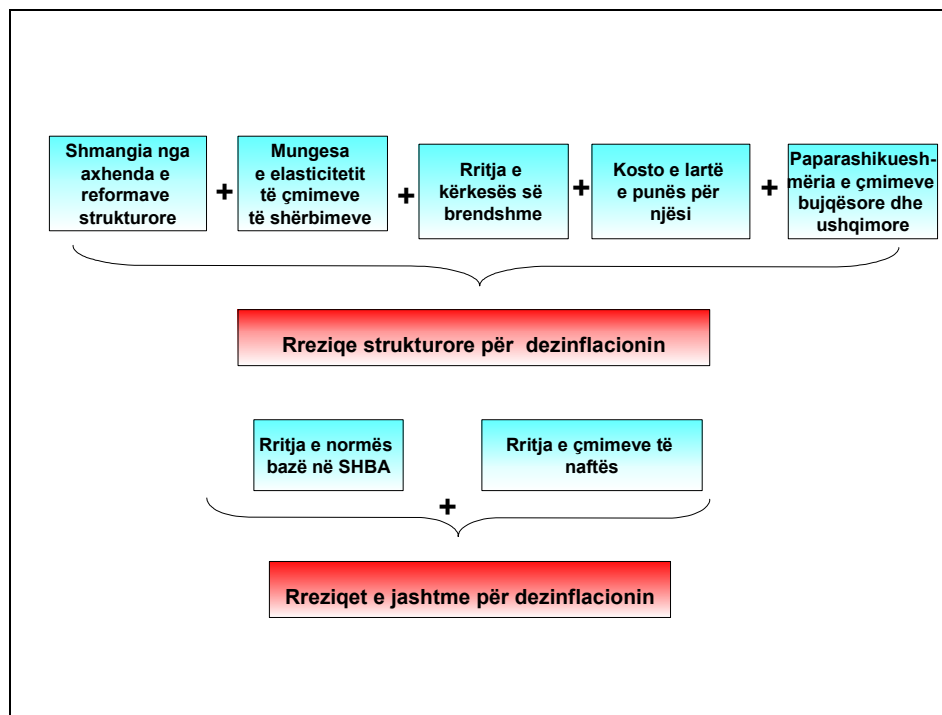 Shmangia nga
axhenda e
reformave
strukturore
+
Mungesa
e elasticitetit
të çmimeve
të shërbimeve
+
Rritja e
kërkesës së
brendshme
+
Kosto e lartë
e punës për
njësi
+
Paparashikuesh-
mëria e çmimeve
bujqësore dhe
ushqimore
Rreziqe strukturore për dezinflacionin
Rritja e normës
bazë në SHBA
+
Rritja e çmimeve të
naftës
Rreziqet e jashtme për dezinflacionin